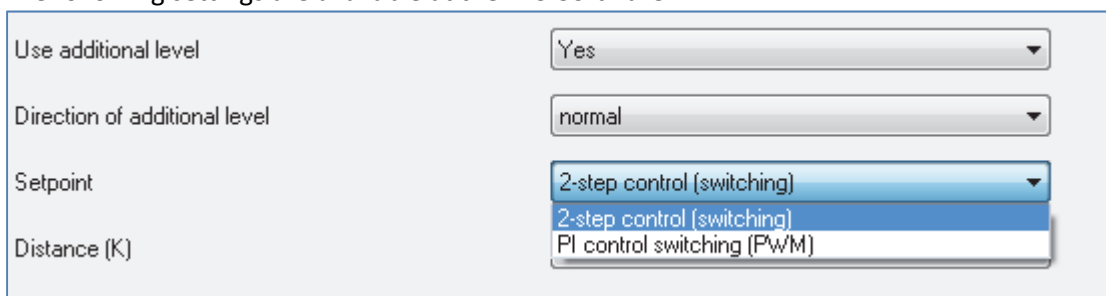 Use additional level Yes
Direction of additional level normal
Setpoint 2-step control (switching)
2-step control (switching)
Distance (K) PI control switching (PWM)